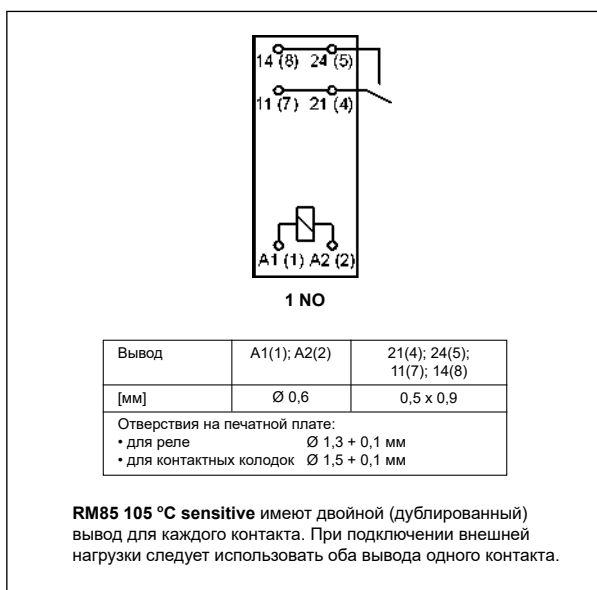 14 (8) 24 (5)
11 (7) 21 (4)
A1 (1) A2 (2)
1 NO
Вывод A1(1); A2(2) 21(4); 24(5);
11(7); 14(8)
[мм] Ø 0,6 0,5 x 0,9
Отверствия на печатной плате:
• для реле Ø 1,3 + 0,1 мм
• для контактных колодок Ø 1,5 + 0,1 мм
RM85 105 °C sensitive имеют двойной (дублированный)
вывод для каждого контакта. При подключении внешней
нагрузки следует использовать оба вывода одного контакта.